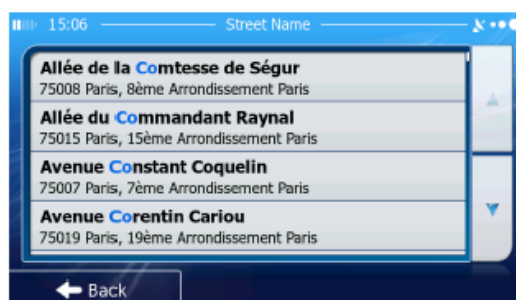 15:06 Street Name
Allée de la Comtesse de Ségur
75008 Paris, 8ème Arrondissement Paris
Allée du Commandant Raynal
75015 Paris, 15ème Arrondissement Paris
Avenue Constant Coquelin
75007 Paris, 7ème Arrondissement Paris
Avenue Corentin Cariou
75019 Paris, 19ème Arrondissement Paris
Back